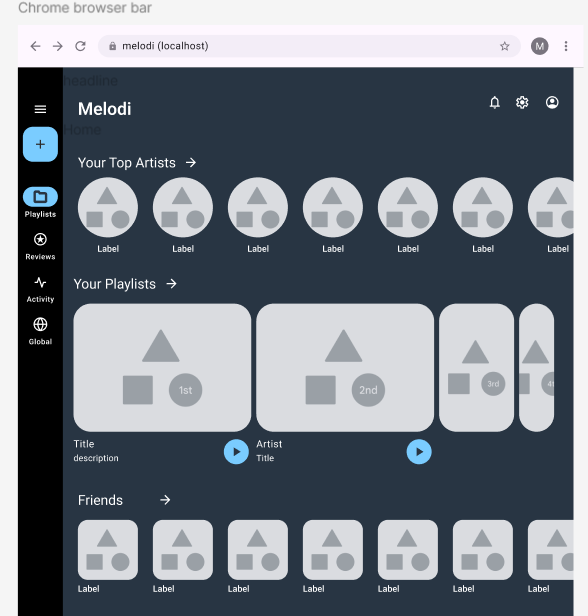 Chrome browser bar
melodi (localhost)
M
headline
Melodi
Home
Your Top Artists
Label Label Label Label Label Label Label
Playlists
Reviews
Activity
Global
Your Playlists
1st 2nd 3rd 4t
Title Artist
description Title
Friends
Label Label Label Label Label Label Label